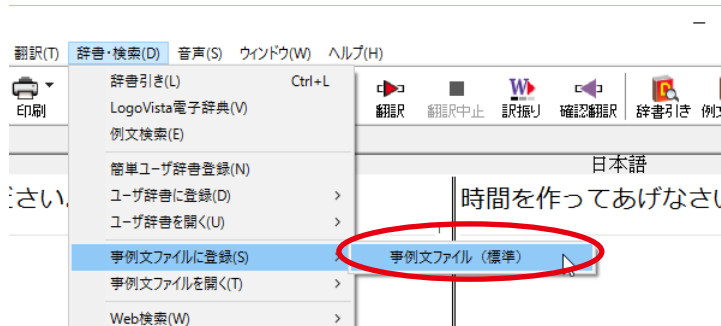 翻訳(T) 辞書・検索(D) 音声(S) ウィンドウ(W) ヘルプ(H)
印刷
翻訳 翻訳中止 訳振り 確認翻訳 辞書引き 例
辞書引き(L) Ctrl+L
LogoVista電子辞典(V)
例文検索(E)
簡単ユーザ辞書登録(N)
ユーザ辞書に登録(D)
ユーザ辞書を開く(U)
事例文ファイルに登録(S)
事例文ファイルを開く(T)
Web検索(W)
事例文ファイル（標準）
日本語
さい
時間を作ってあげなさ